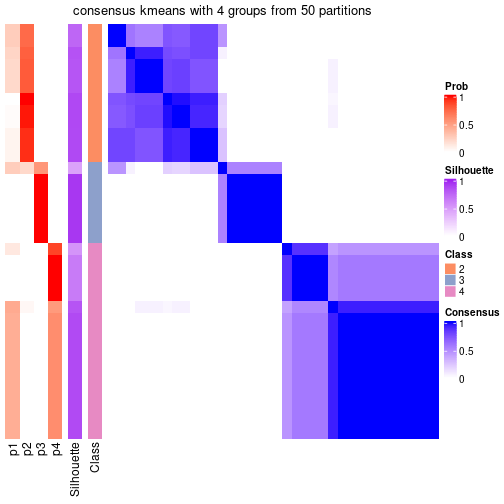 consensus kmeans with 4 groups from 50 partitions
Prob
1
0.5
0
Silhouette
1
0.5
0
Class
2
3
4
Consensus
1
0.5
0
p1
p2
p3
p4
Silhouette
Class